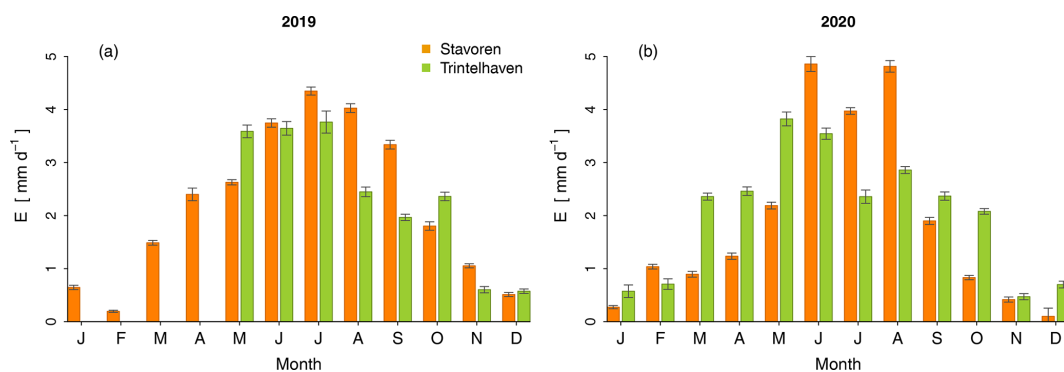 2019
(a)
Stavoren
Trintelhaven
E [ mm d⁻¹ ]
0 1 2 3 4 5
J F M A M J J A S O N D
Month
2020
(b)
E [ mm d⁻¹ ]
0 1 2 3 4 5
J F M A M J J A S O N D
Month